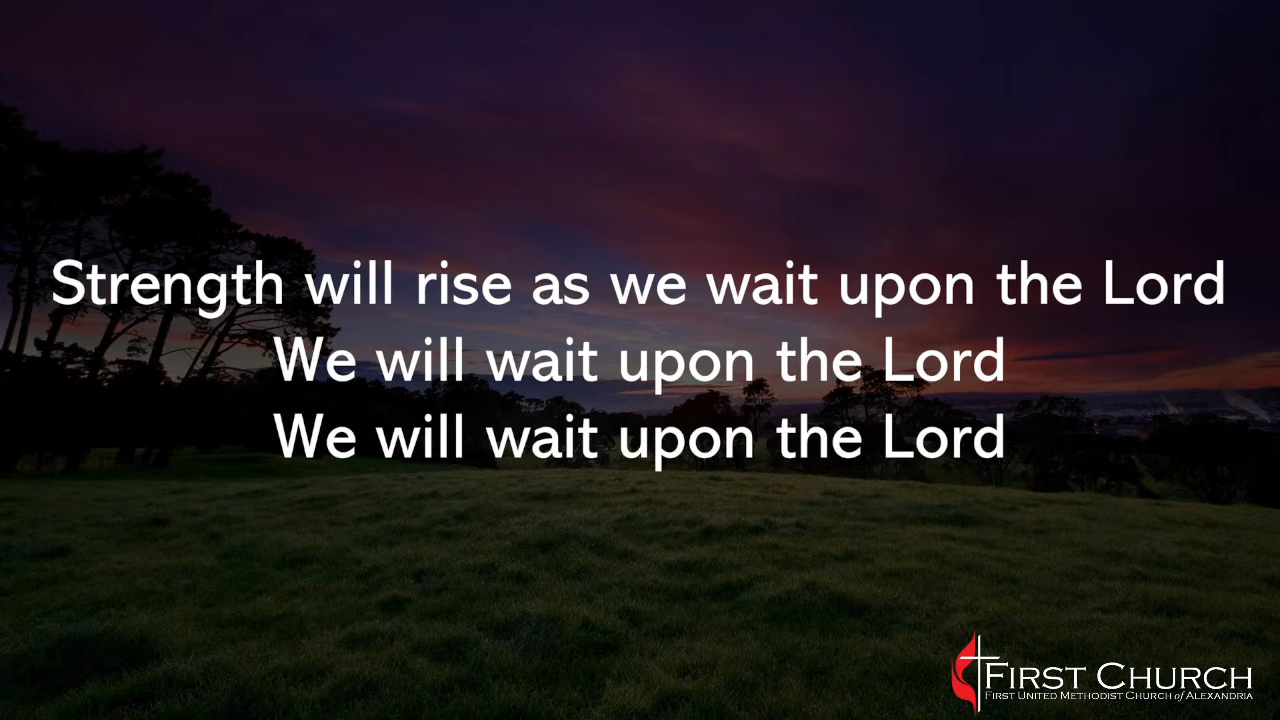 Strength will rise as we wait upon the Lord
We will wait upon the Lord
We will wait upon the Lord
FIRST CHURCH
FIRST UNITED METHODIST CHURCH of ALEXANDRIA